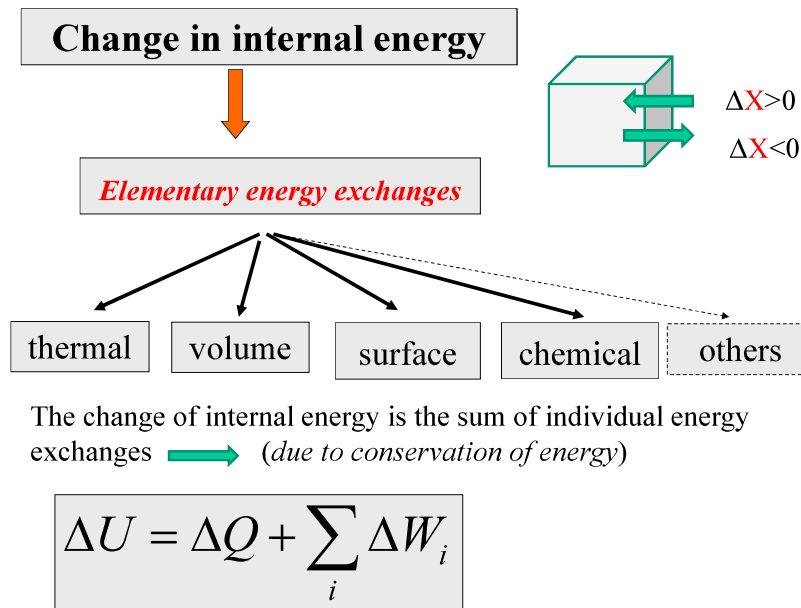 Change in internal energy
ΔX>0
ΔX<0
Elementary energy exchanges
thermal
volume
surface
chemical
others
The change of internal energy is the sum of individual energy
exchanges (due to conservation of energy)
ΔU = ΔQ + ∑ ΔWᵢ
i